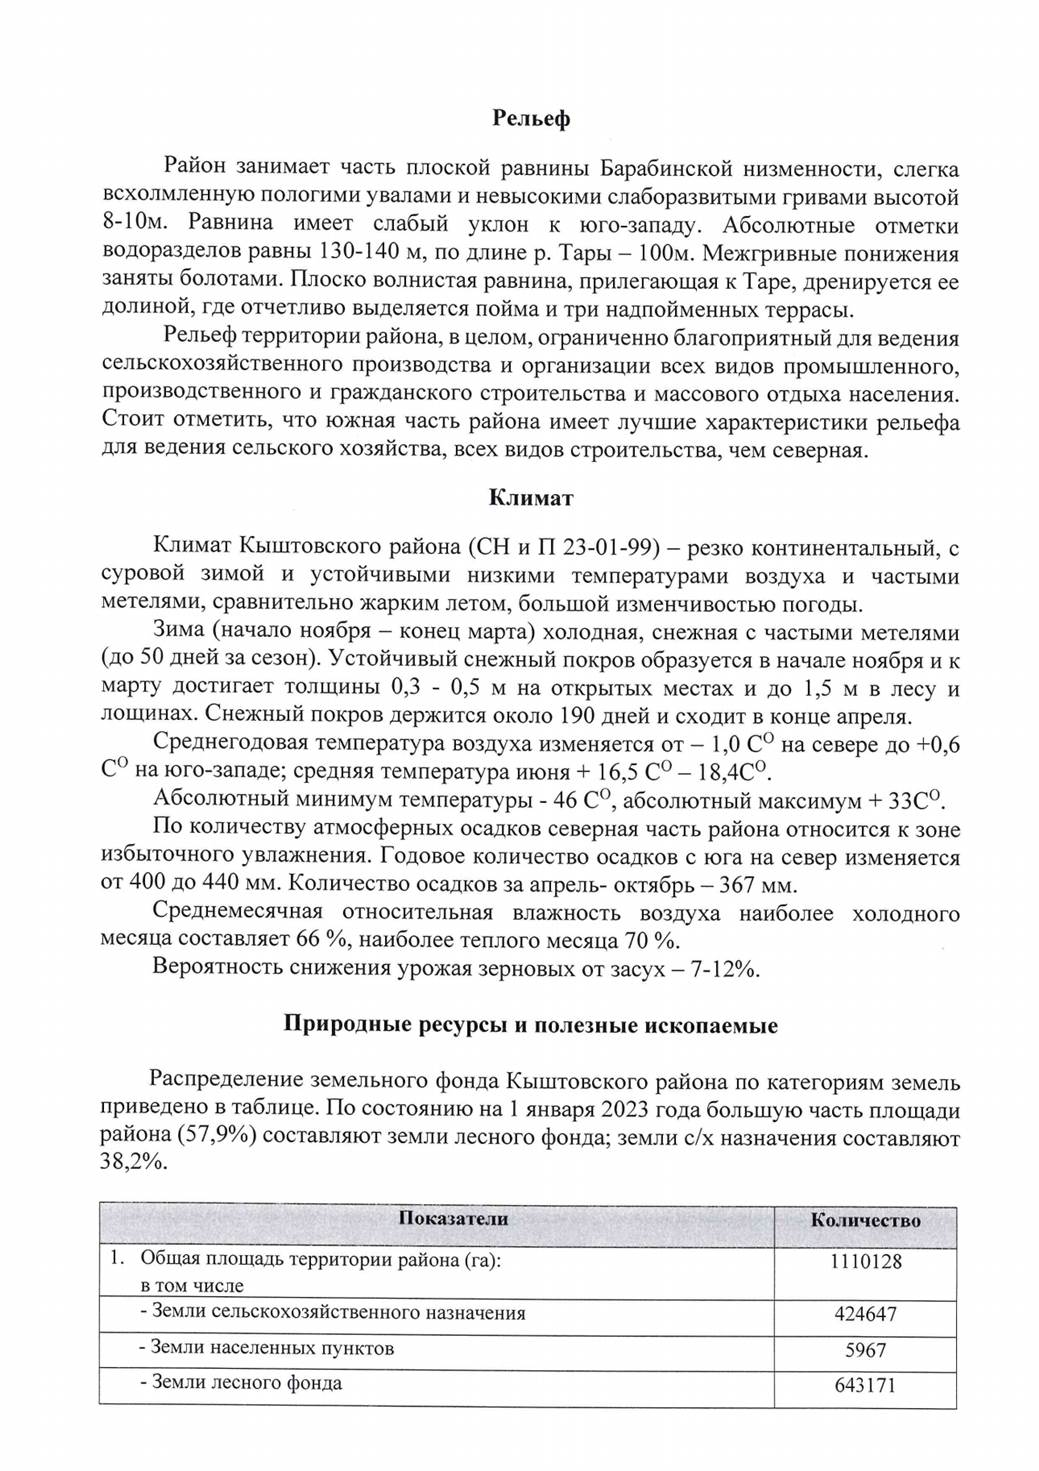 Рельеф
Район занимает часть плоской равнины Барабинской низменности, слегка
всхолмленную пологими увалами и невысокими слаборазвитыми гривами высотой
8-10м. Равнина имеет слабый уклон к юго-западу. Абсолютные отметки
водоразделов равны 130-140 м, по длине р. Тары – 100м. Межгривные понижения
заняты болотами. Плоско волнистая равнина, прилегающая к Таре, дренируется ее
долиной, где отчетливо выделяется пойма и три надпойменных террасы.
Рельеф территории района, в целом, ограниченно благоприятный для ведения
сельскохозяйственного производства и организации всех видов промышленного,
производственного и гражданского строительства и массового отдыха населения.
Стоит отметить, что южная часть района имеет лучшие характеристики рельефа
для ведения сельского хозяйства, всех видов строительства, чем северная.
Климат
Климат Кыштовского района (СН и П 23-01-99) – резко континентальный, с
суровой зимой и устойчивыми низкими температурами воздуха и частыми
метелями, сравнительно жарким летом, большой изменчивостью погоды.
Зима (начало ноября – конец марта) холодная, снежная с частыми метелями
(до 50 дней за сезон). Устойчивый снежный покров образуется в начале ноября и к
марту достигает толщины 0,3 - 0,5 м на открытых местах и до 1,5 м в лесу и
лощинах. Снежный покров держится около 190 дней и сходит в конце апреля.
Среднегодовая температура воздуха изменяется от – 1,0 С⁰ на севере до +0,6
С⁰ на юго-западе; средняя температура июня + 16,5 С⁰ – 18,4С⁰.
Абсолютный минимум температуры - 46 С⁰, абсолютный максимум + 33С⁰.
По количеству атмосферных осадков северная часть района относится к зоне
избыточного увлажнения. Годовое количество осадков с юга на север изменяется
от 400 до 440 мм. Количество осадков за апрель- октябрь – 367 мм.
Среднемесячная относительная влажность воздуха наиболее холодного
месяца составляет 66 %, наиболее теплого месяца 70 %.
Вероятность снижения урожая зерновых от засух – 7-12%.
Природные ресурсы и полезные ископаемые
Распределение земельного фонда Кыштовского района по категориям земель
приведено в таблице. По состоянию на 1 января 2023 года большую часть площади
района (57,9%) составляют земли лесного фонда; земли с/х назначения составляют
38,2%.
Показатели Количество
1. Общая площадь территории района (га): 1110128
в том числе
- Земли сельскохозяйственного назначения 424647
- Земли населенных пунктов 5967
- Земли лесного фонда 643171